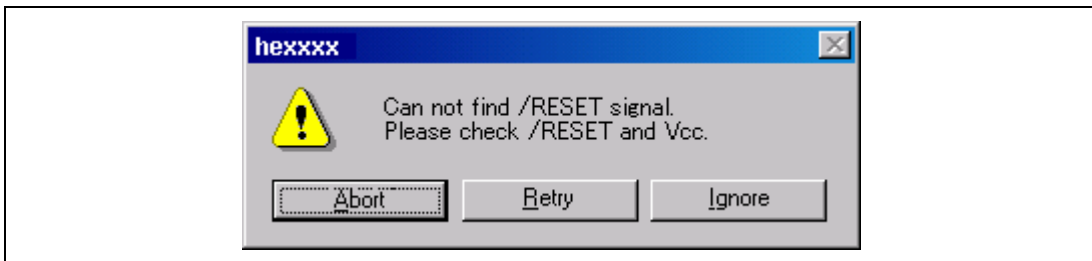 hexxxx
Can not find /RESET signal.
Please check /RESET and Vcc.
Abort Retry Ignore